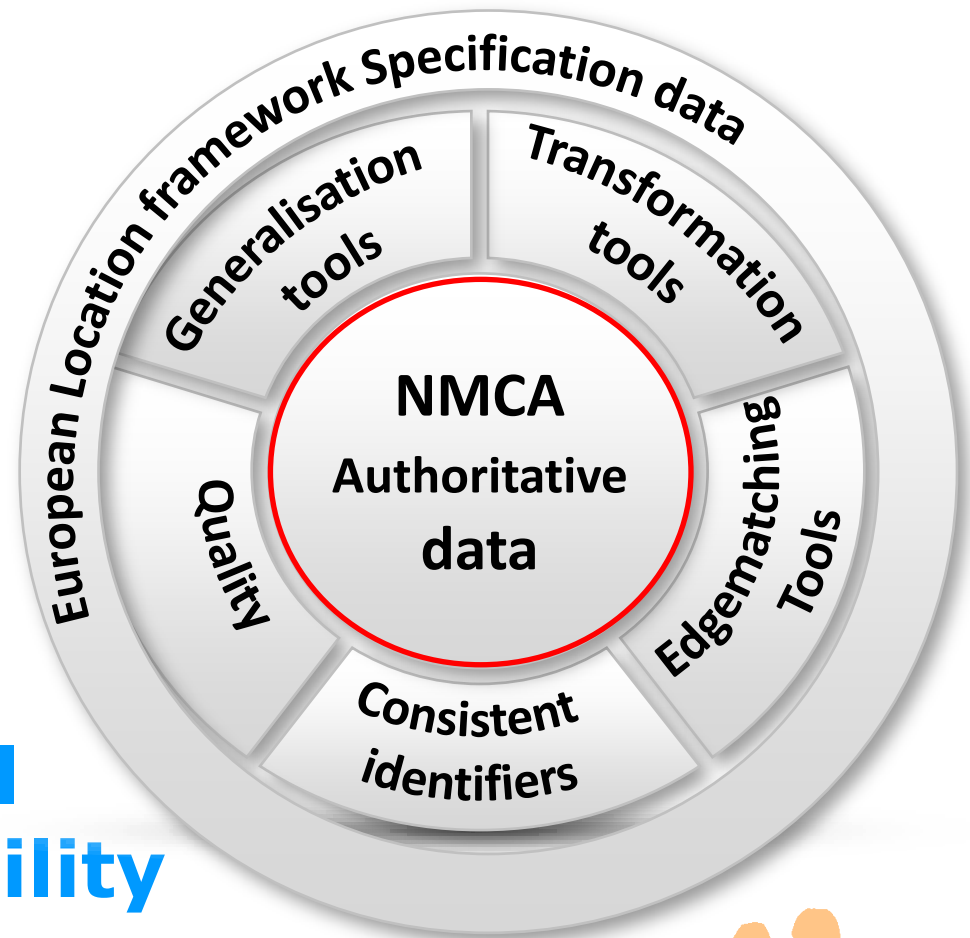 European Location framework Specification data
Generalisation
tools
Transformation
tools
Edgematching
Tools
Consistent
identifiers
Quality
NMCA
Authoritative
data
ility